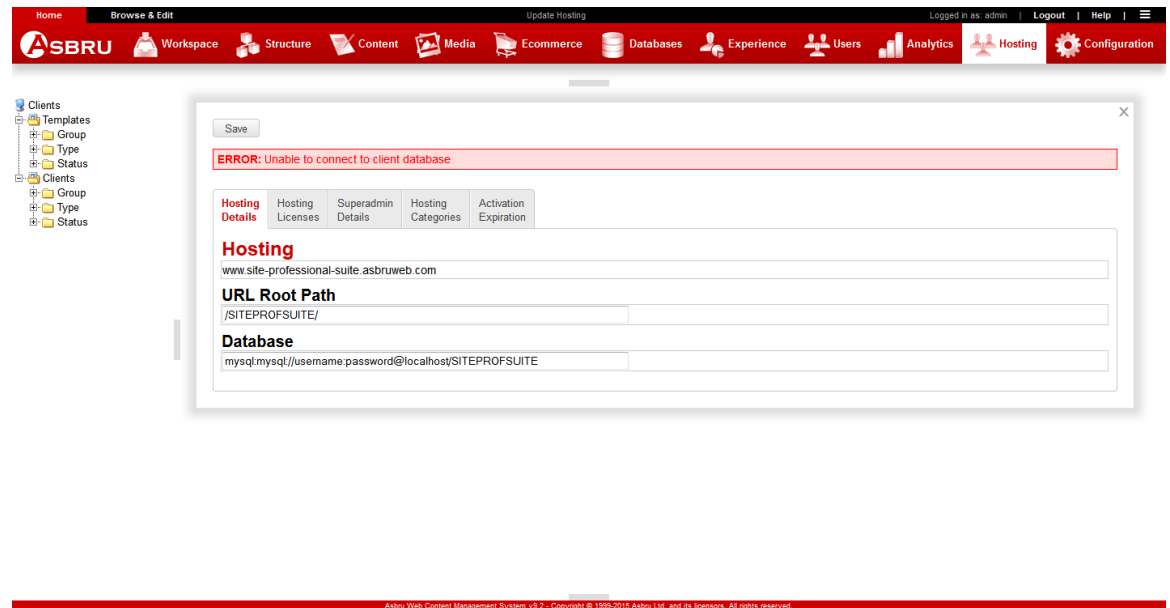 Home Browse & Edit Update Hosting Logged in as: admin | Logout | Help |
ASBRU Workspace Structure Content Media Ecommerce Databases Experience Users Analytics Hosting Configuration
Clients
Templates
Group
Type
Status
Clients
Group
Type
Status
X
Save
ERROR: Unable to connect to client database
Hosting Details
Hosting Licenses
Superadmin Details
Hosting Categories
Activation Expiration
Hosting
www.site-professional-suite.asbruweb.com
URL Root Path
/SITEPROFSUITE/
Database
mysql:mysql://username:password@localhost/SITEPROFSUITE
Asbru Web Content Management System v9.2 - Copyright © 1999-2015 Asbru Ltd. and its licensors. All rights reserved.